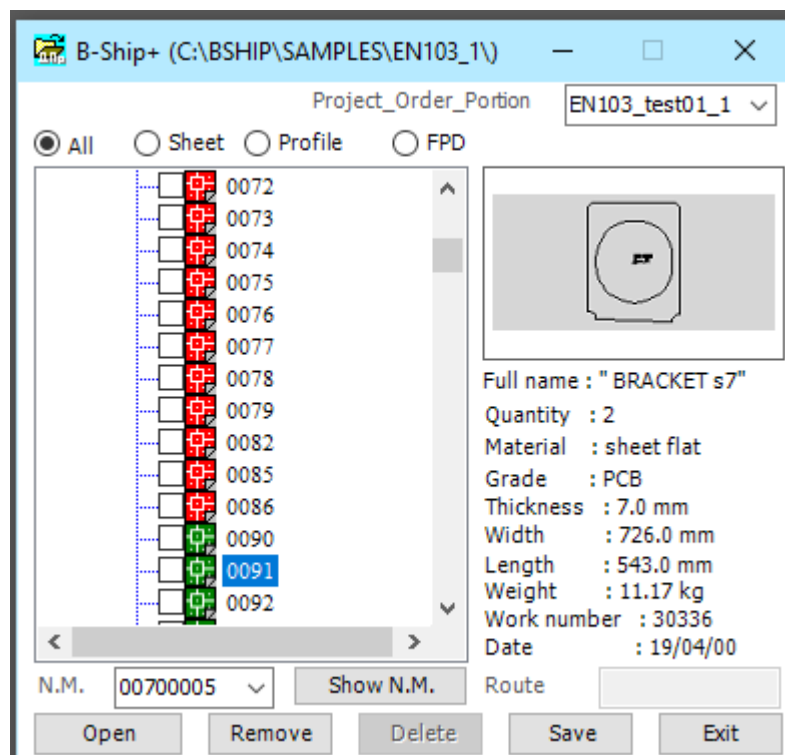 B-Ship+ (C:\BSHIP\SAMPLES\EN103_1\)
Project_Order_Portion EN103_test01_1
All Sheet Profile FPD
0072
0073
0074
0075
0076
0077
0078
0079
0082
0085
0086
0090
0091
0092
Full name : " BRACKET s7"
Quantity : 2
Material : sheet flat
Grade : PCB
Thickness : 7.0 mm
Width : 726.0 mm
Length : 543.0 mm
Weight : 11.17 kg
Work number : 30336
Date : 19/04/00
N.M. 00700005 Show N.M. Route
Open Remove Delete Save Exit